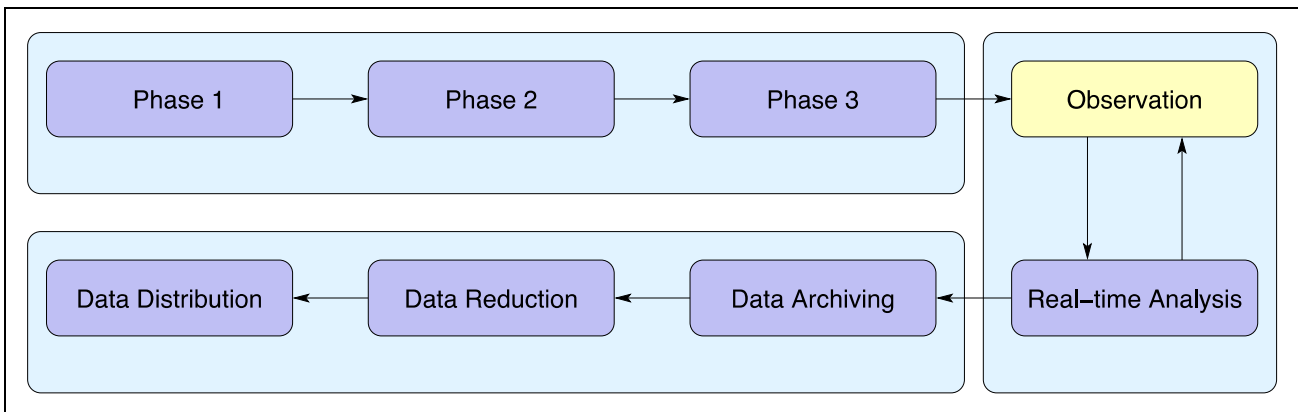 Phase 1
Phase 2
Phase 3
Observation
Data Distribution
Data Reduction
Data Archiving
Real–time Analysis